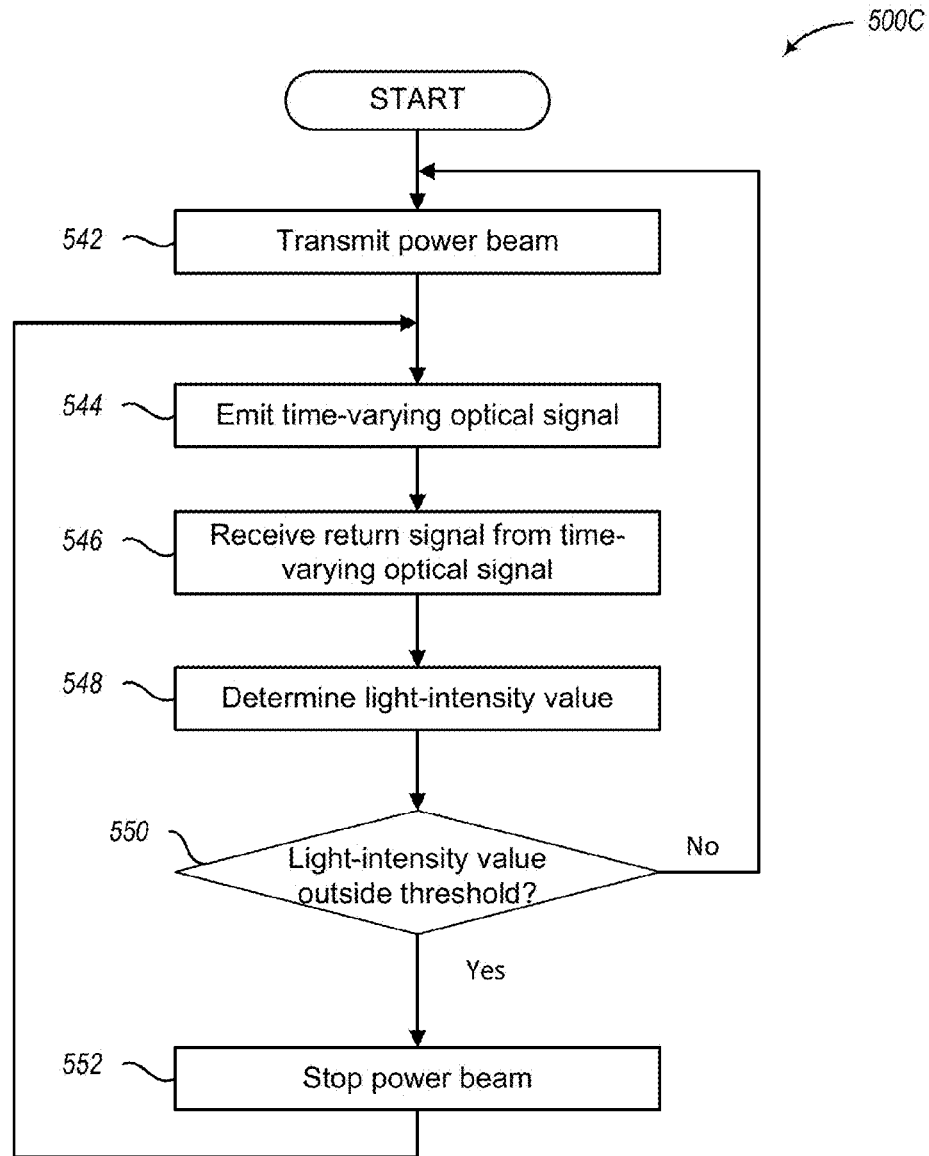 500C
START
542
Transmit power beam
544
Emit time-varying optical signal
546
Receive return signal from time-
varying optical signal
548
Determine light-intensity value
550
Light-intensity value
outside threshold?
No
Yes
552
Stop power beam